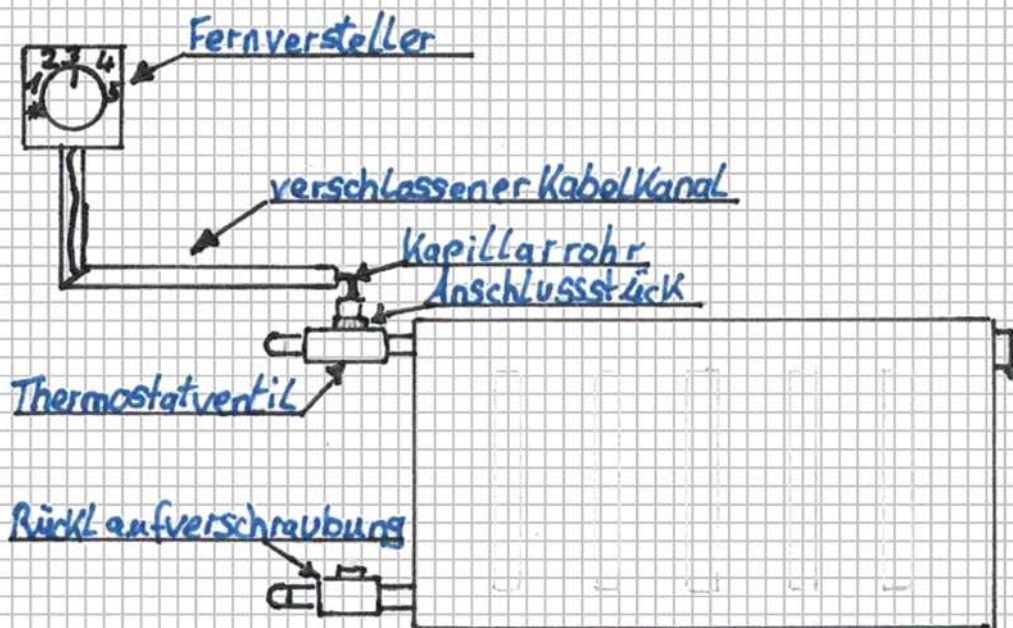 Fernversteller
* 1 2 3 4 5
verschlossener Kabelkanal
Kapillarrohr
Anschlussstück
Thermostatventil
Rücklaufverschraubung